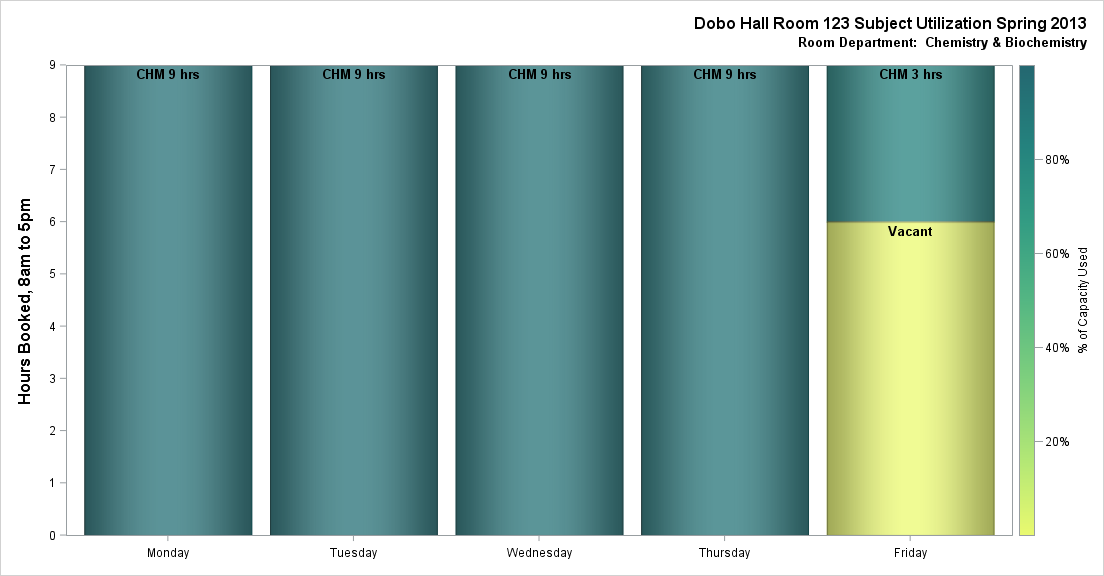 Dobo Hall Room 123 Subject Utilization Spring 2013
Room Department:  Chemistry & Biochemistry
Hours Booked, 8am to 5pm
9
8
7
6
5
4
3
2
1
0
CHM 9 hrs
CHM 9 hrs
CHM 9 hrs
CHM 9 hrs
CHM 3 hrs
Vacant
Monday
Tuesday
Wednesday
Thursday
Friday
80%
60%
40%
20%
% of Capacity Used